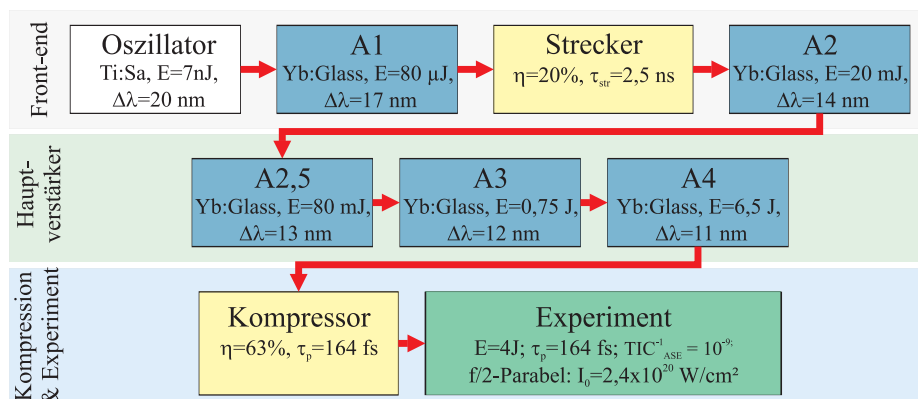 Front-end
Oszillator
Ti:Sa, E=7nJ,
Δλ=20 nm
A1
Yb:Glass, E=80 µJ,
Δλ=17 nm
Strecker
η=20%, τstr=2,5 ns
A2
Yb:Glass, E=20 mJ,
Δλ=14 nm
Haupt-
verstärker
A2,5
Yb:Glass, E=80 mJ,
Δλ=13 nm
A3
Yb:Glass, E=0,75 J,
Δλ=12 nm
A4
Yb:Glass, E=6,5 J,
Δλ=11 nm
Kompression
& Experiment
Kompressor
η=63%, τp=164 fs
Experiment
E=4J; τp=164 fs; TIC⁻¹ASE = 10⁻⁹;
f/2-Parabel: I₀=2,4x10²⁰ W/cm²